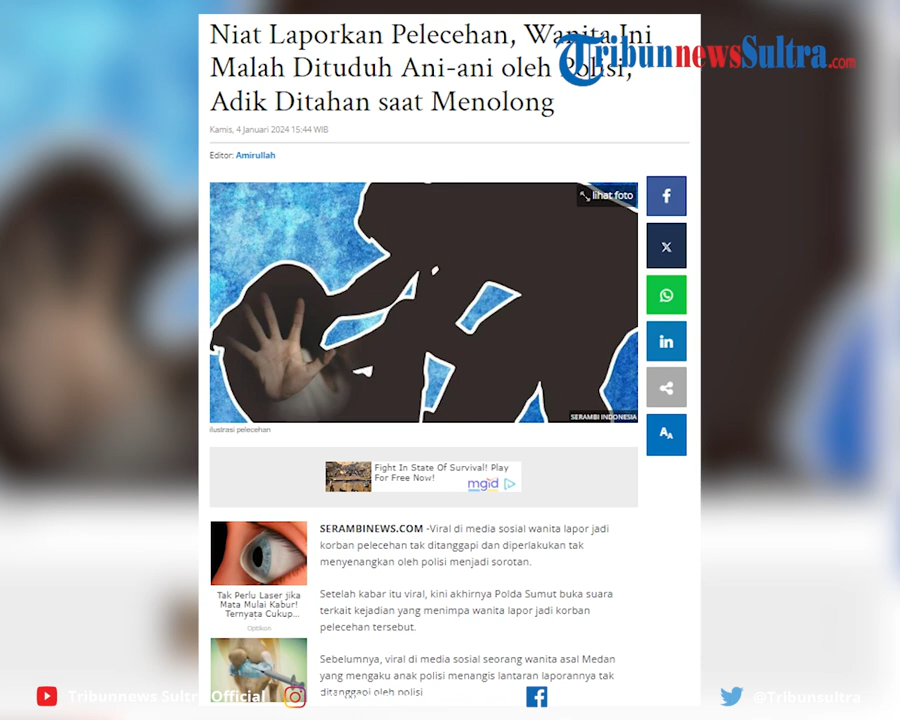 Niat Laporkan Pelecehan, Wanita Ini
Malah Dituduh Ani-ani oleh Polisi,
Adik Ditahan saat Menolong
TribunnewsSultra.com
Kamis, 4 Januari 2024 15:44 WIB
Editor: Amirullah
lihat foto
SERAMBI INDONESIA
ilustrasi pelecehan
Fight In State Of Survival! Play
For Free Now!
mgid
SERAMBINEWS.COM -Viral di media sosial wanita lapor jadi
korban pelecehan tak ditanggapi dan diperlakukan tak
menyenangkan oleh polisi menjadi sorotan.
Tak Perlu Laser jika
Mata Mulai Kabur!
Ternyata Cukup...
Optikon
Setelah kabar itu viral, kini akhirnya Polda Sumut buka suara
terkait kejadian yang menimpa wanita lapor jadi korban
pelecehan tersebut.
Sebelumnya, viral di media sosial seorang wanita asal Medan
yang mengaku anak polisi menangis lantaran laporannya tak
ditanggapi oleh polisi
Tribunnews Sultra Official
@Tribunsultra